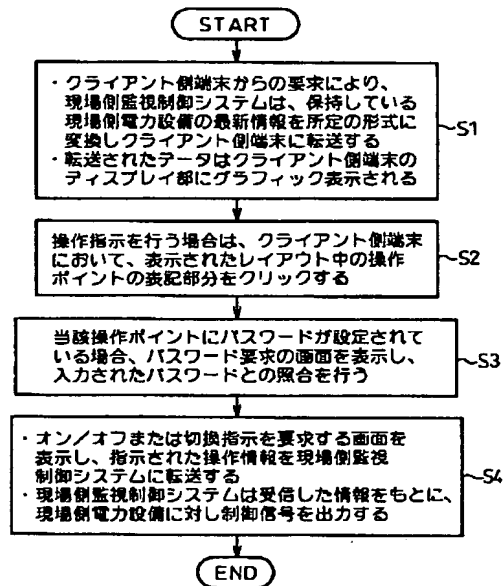 START
・クライアント側端末からの要求により、
現場側監視制御システムは、保持している
現場側電力設備の最新情報を所定の形式に
変換しクライアント側端末に転送する
・転送されたデータはクライアント側端末の
ディスプレイ部にグラフィック表示される
S1
操作指示を行う場合は、クライアント側端末
において、表示されたレイアウト中の操作
ポイントの表記部分をクリックする
S2
当該操作ポイントにパスワードが設定されて
いる場合、パスワード要求の画面を表示し、
入力されたパスワードとの照合を行う
S3
・オン/オフまたは切換指示を要求する画面を
表示し、指示された操作情報を現場側監視
制御システムに転送する
・現場側監視制御システムは受信した情報をもとに、
現場側電力設備に対し制御信号を出力する
S4
END